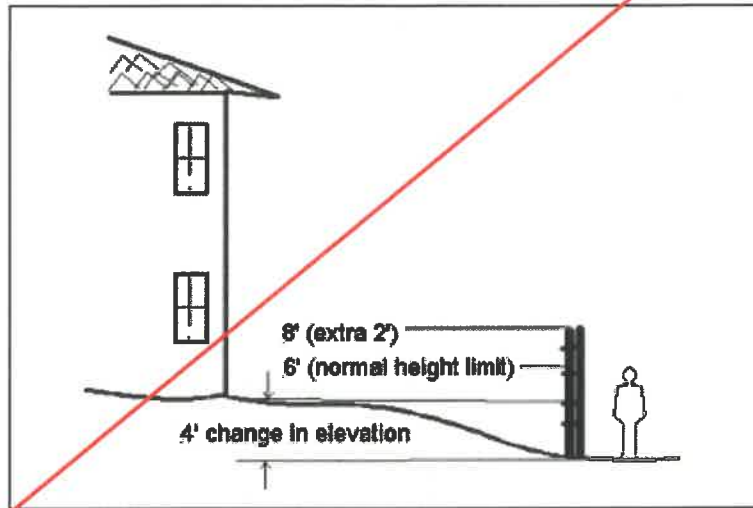 8' (extra 2')
6' (normal height limit)
4' change in elevation